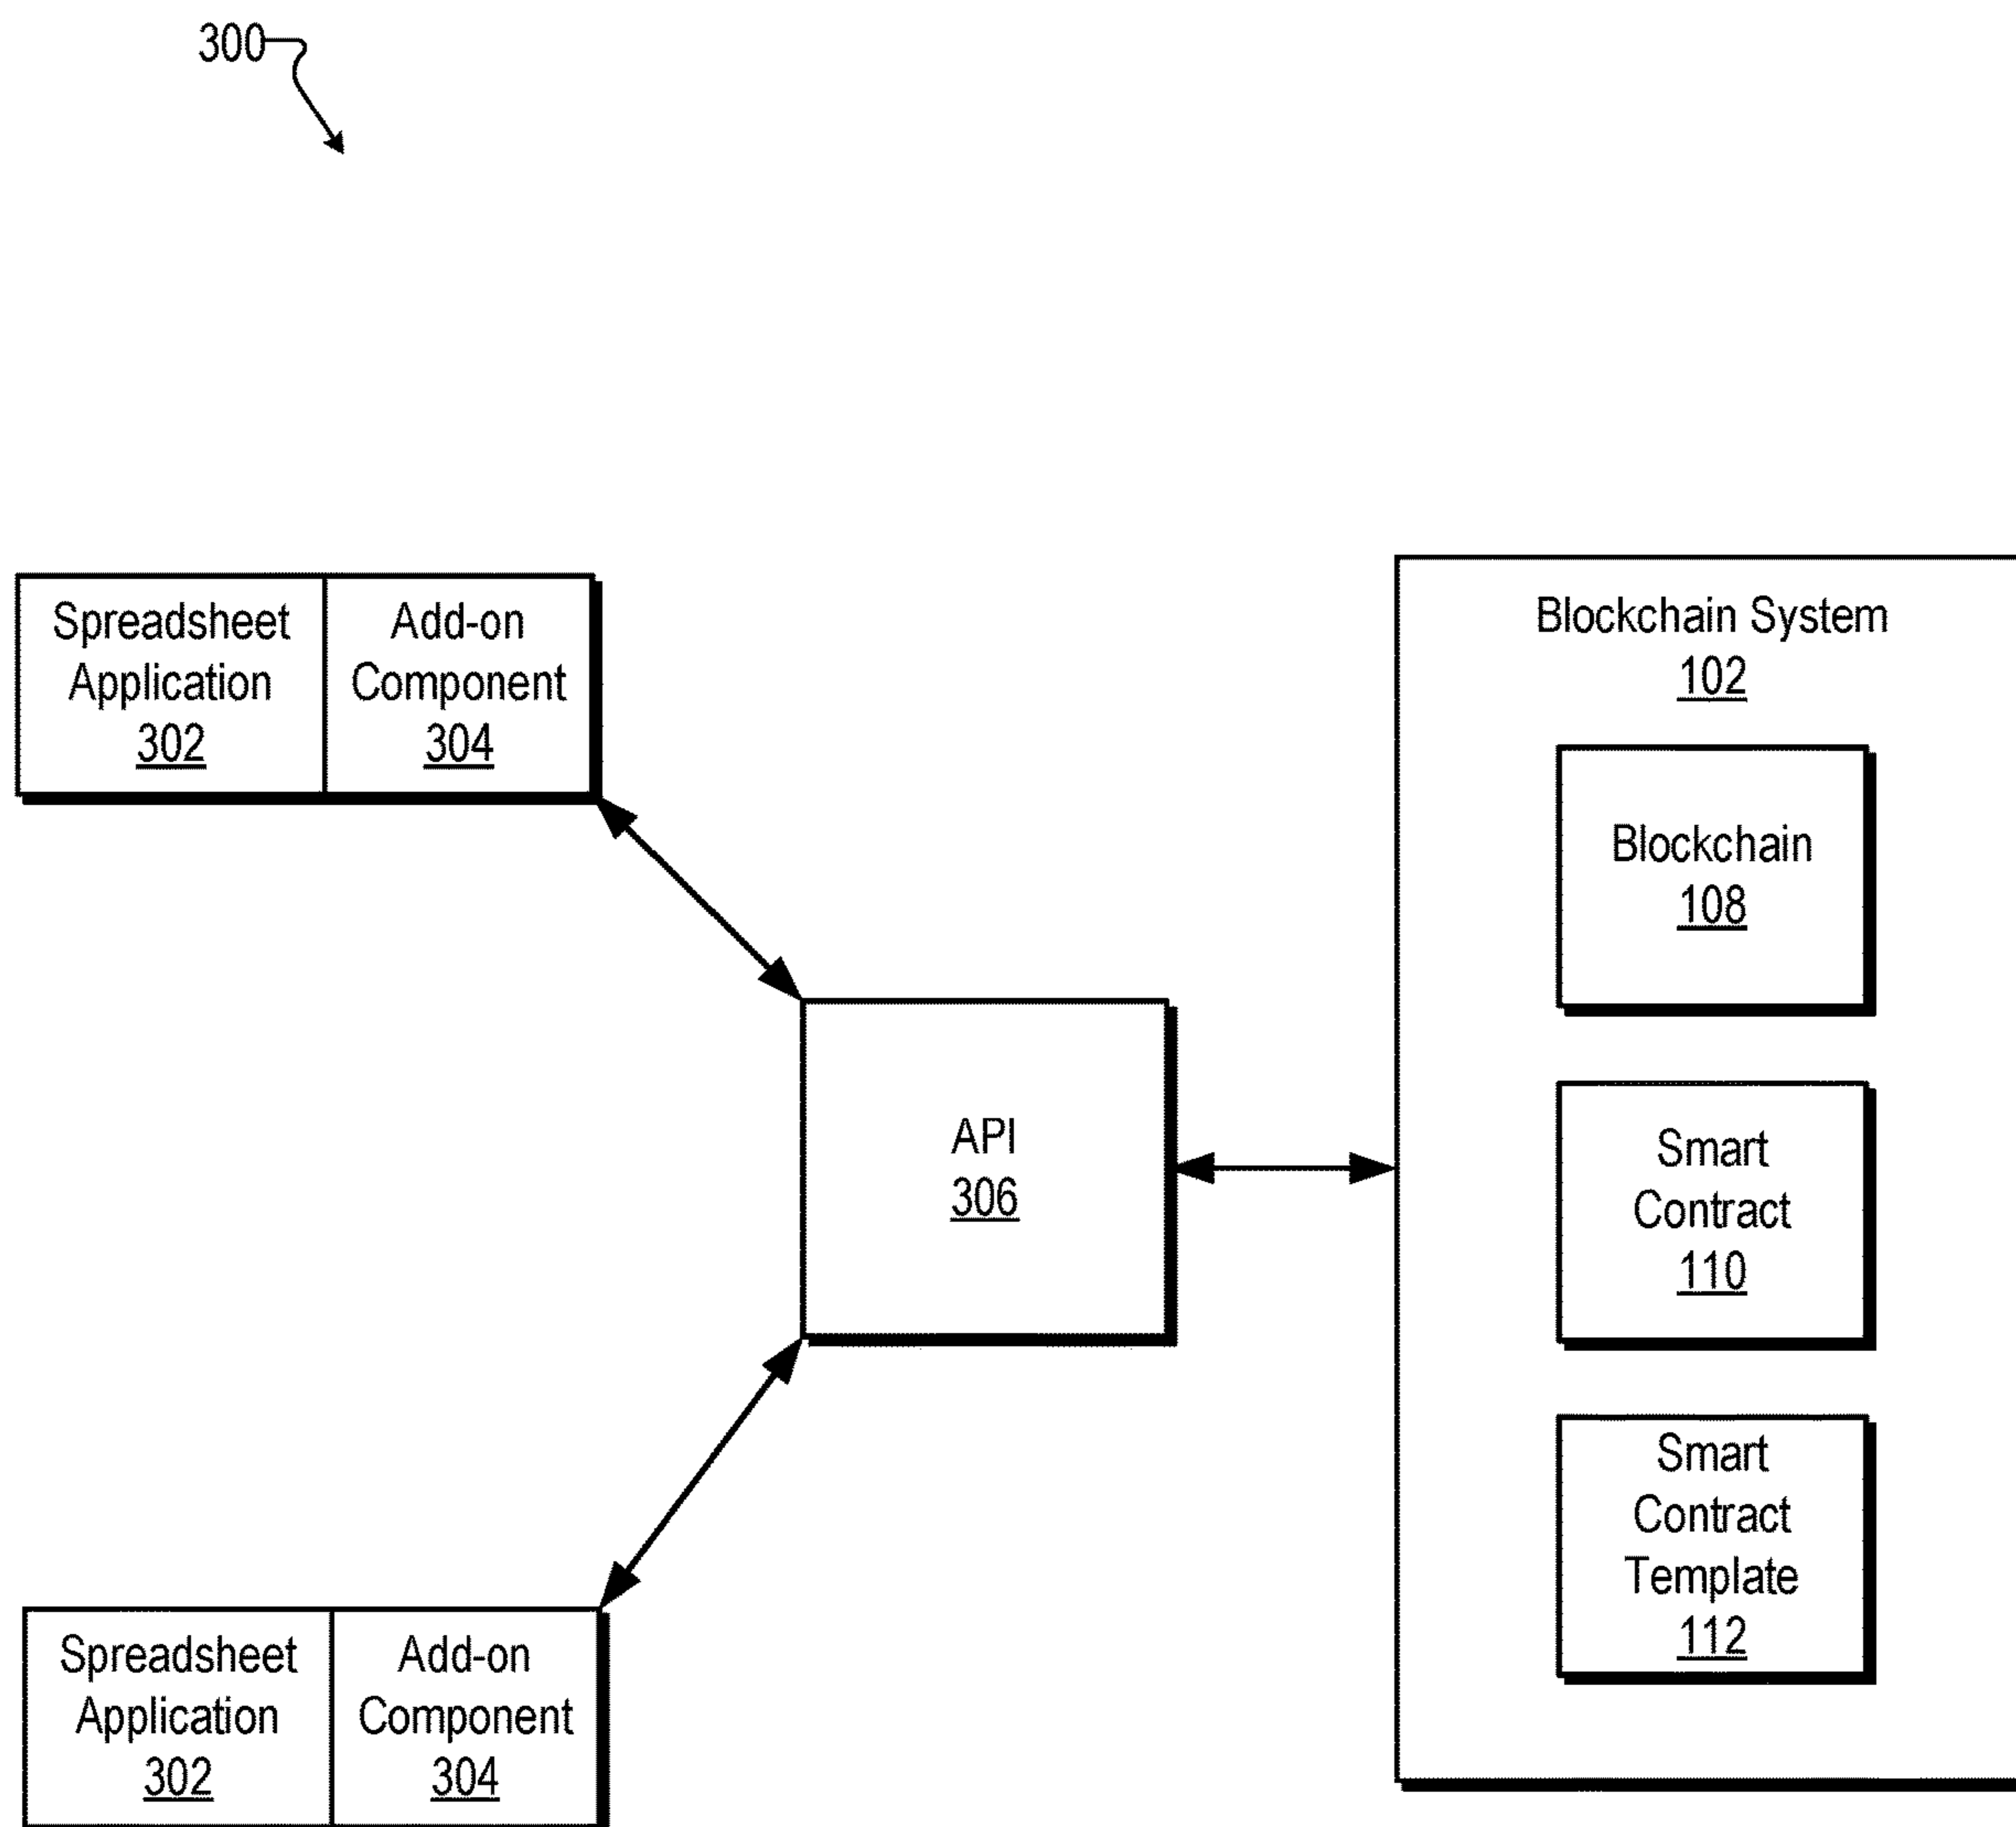 300
Spreadsheet
Application
302
Add-on
Component
304
Blockchain System
102
Blockchain
108
API
306
Smart
Contract
110
Smart
Contract
Template
112
Spreadsheet
Application
302
Add-on
Component
304